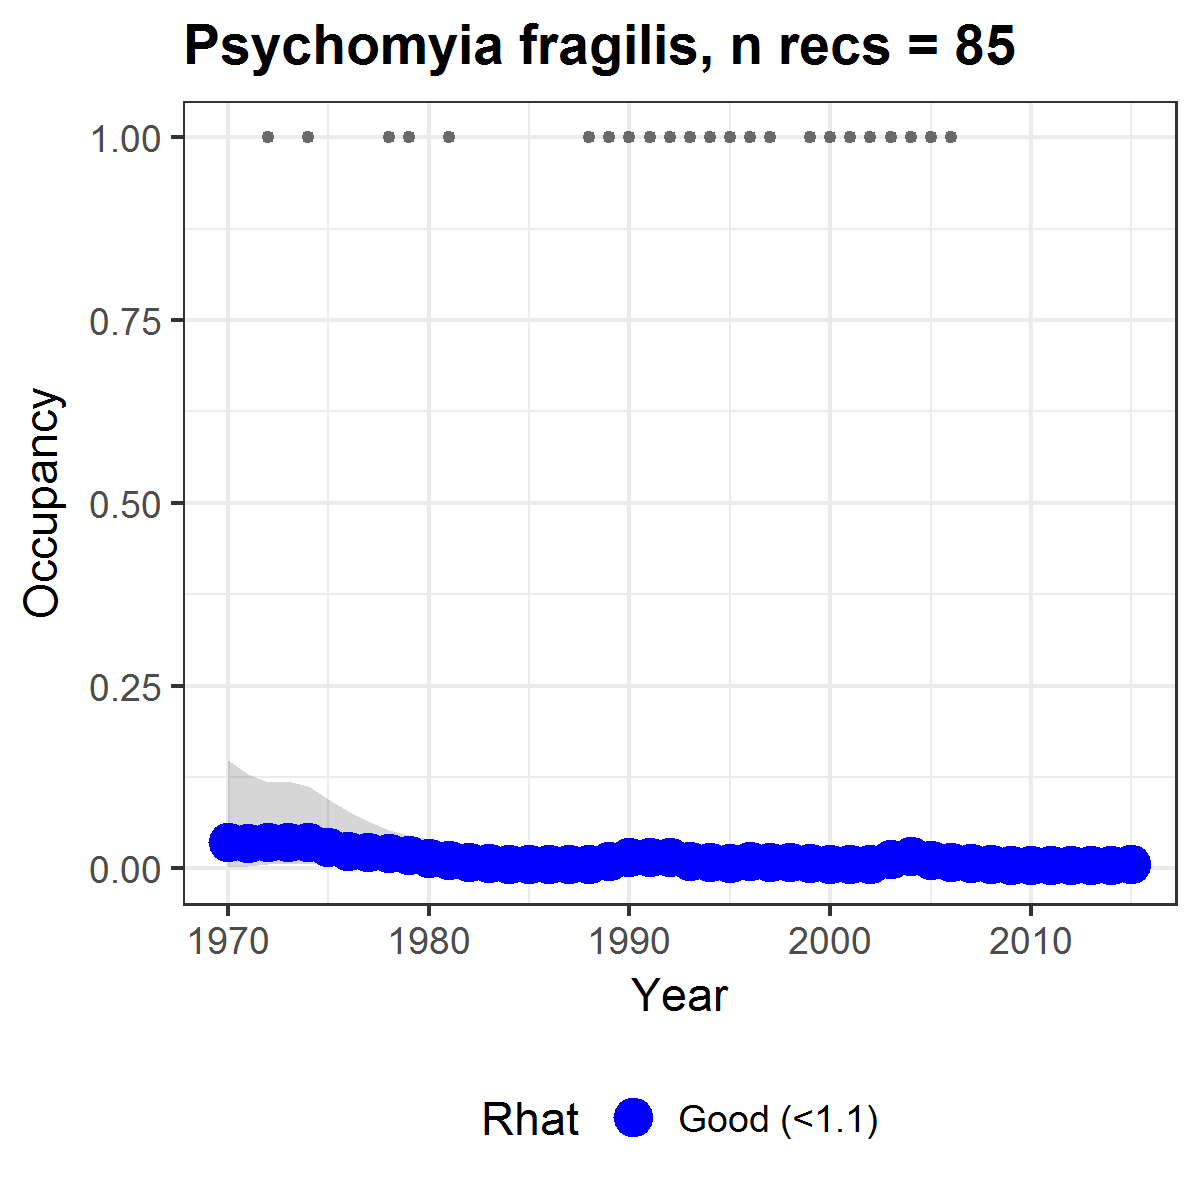 Psychomyia fragilis, n recs = 85
1.00
0.75
0.50
0.25
0.00
Occupancy
1970 1980 1990 2000 2010
Year
Rhat Good (<1.1)